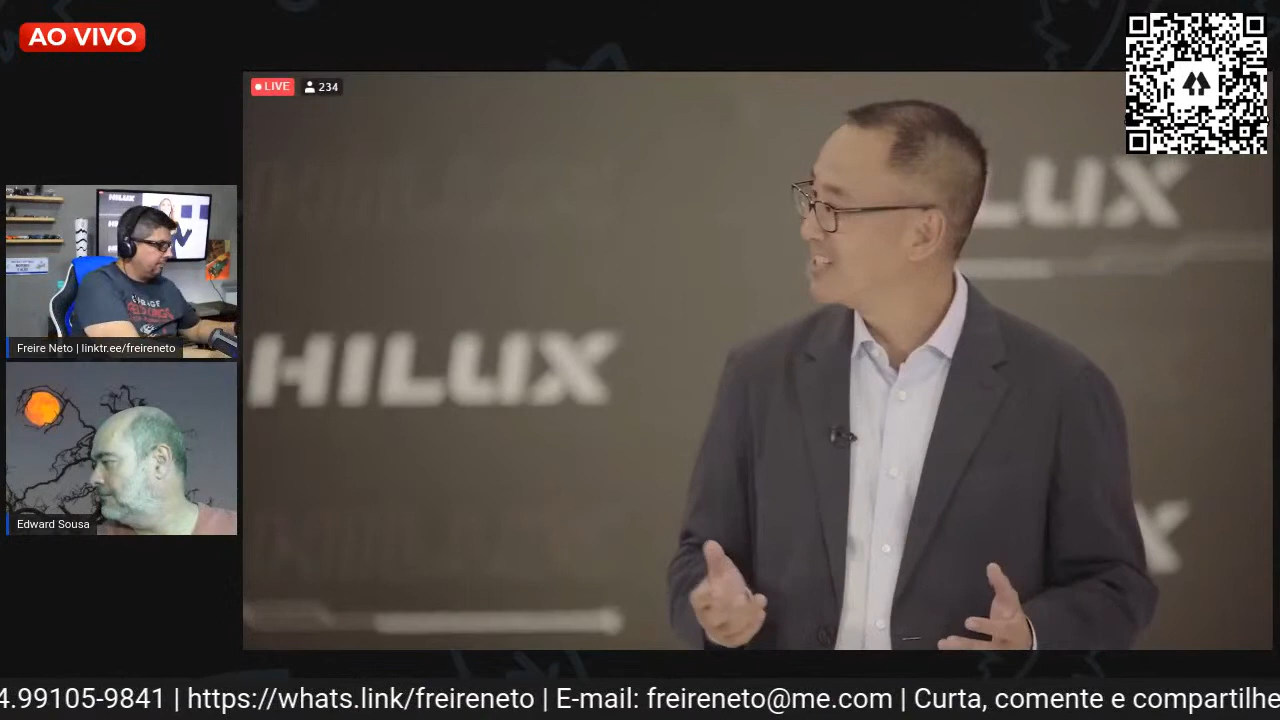 AO VIVO
LIVE 234
LUX
HILUX
X
HILUX
Freire Neto | linktr.ee/freireneto
Edward Sousa
4.99105-9841 | https://whats.link/freireneto | E-mail: freireneto@me.com | Curta, comente e compartilhe